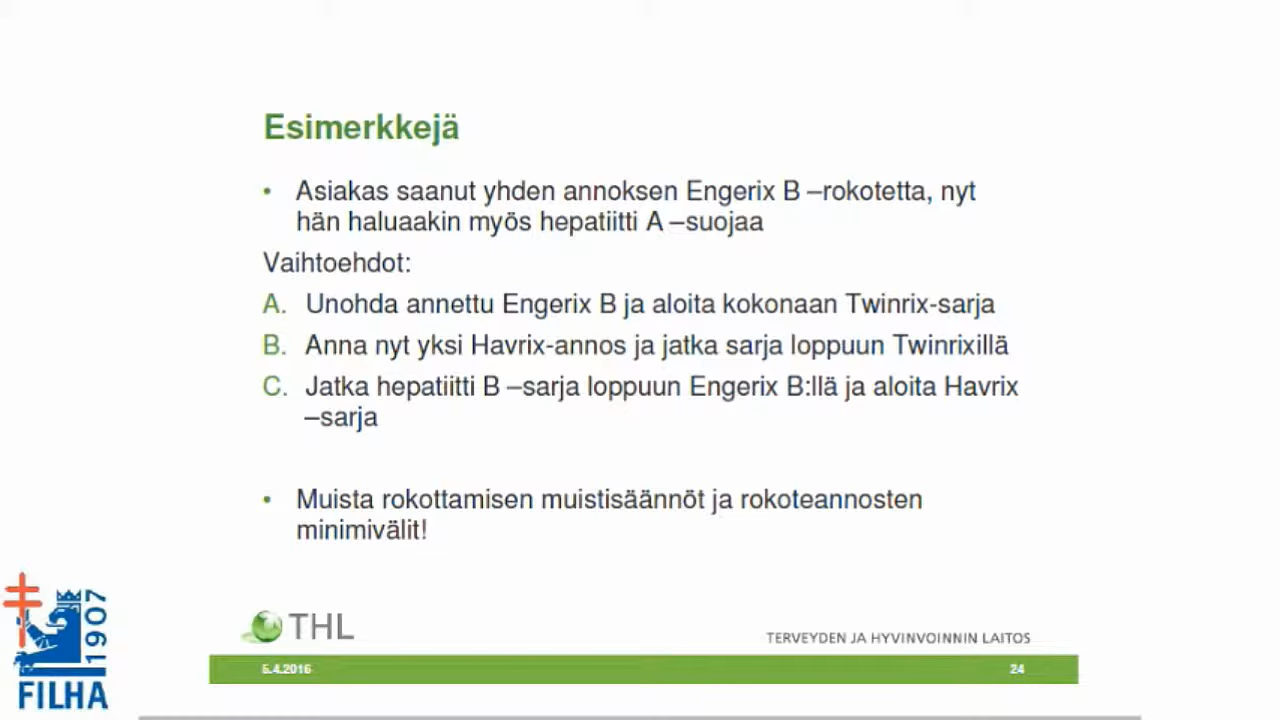 Esimerkkejä
• Asiakas saanut yhden annoksen Engerix B –rokotetta, nyt
hän haluaakin myös hepatiitti A –suojaa
Vaihtoehdot:
A. Unohda annettu Engerix B ja aloita kokonaan Twinrix-sarja
B. Anna nyt yksi Havrix-annos ja jatka sarja loppuun Twinrixillä
C. Jatka hepatiitti B –sarja loppuun Engerix B:llä ja aloita Havrix
–sarja
• Muista rokottamisen muistisäännöt ja rokoteannosten
minimivälit!
1907
FILHA
THL
TERVEYDEN JA HYVINVOINNIN LAITOS
5.4.2016
24